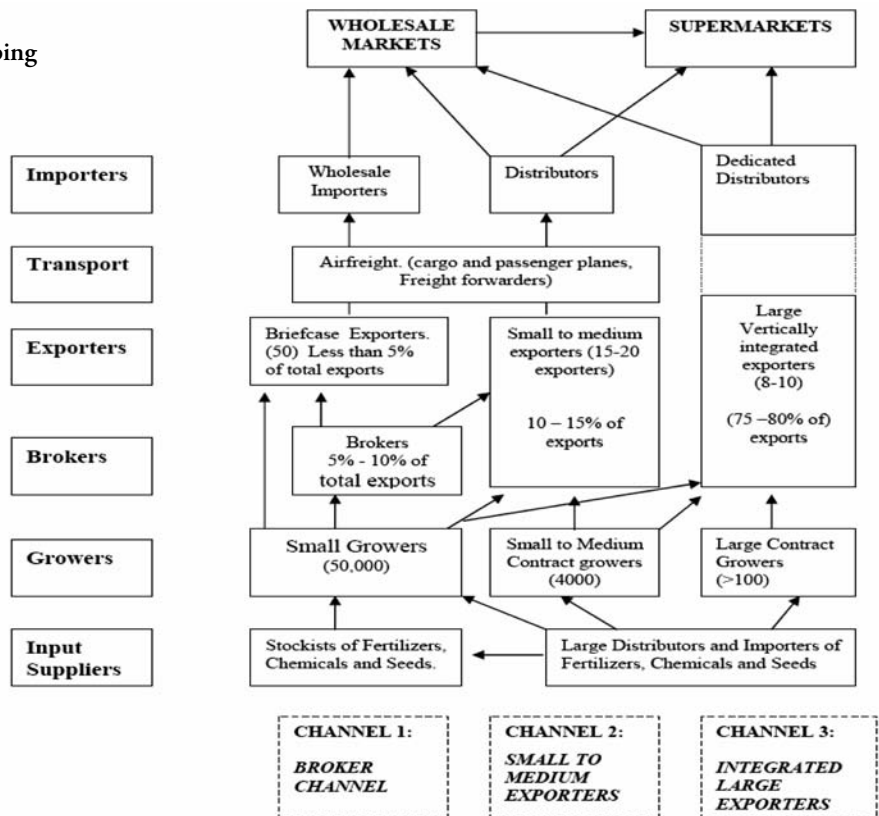 WHOLESALE
MARKETS
SUPERMARKETS
Importers
Wholesale
Importers
Distributors
Dedicated
Distributors
Transport
Airfreight. (cargo and passenger planes,
Freight forwarders)
Exporters
Briefcase Exporters.
(50) Less than 5%
of total exports
Small to medium
exporters (15-20
exporters)
10 – 15% of
exports
Large
Vertically
integrated
exporters
(8-10)
(75 –80% of)
exports
Brokers
Brokers
5% - 10% of
total exports
Growers
Small Growers
(50,000)
Small to Medium
Contract growers
(4000)
Large Contract
Growers
(>100)
Input
Suppliers
Stockists of Fertilizers,
Chemicals and Seeds.
Large Distributors and Importers of
Fertilizers, Chemicals and Seeds
CHANNEL 1:
BROKER
CHANNEL
CHANNEL 2:
SMALL TO
MEDIUM
EXPORTERS
CHANNEL 3:
INTEGRATED
LARGE
EXPORTERS